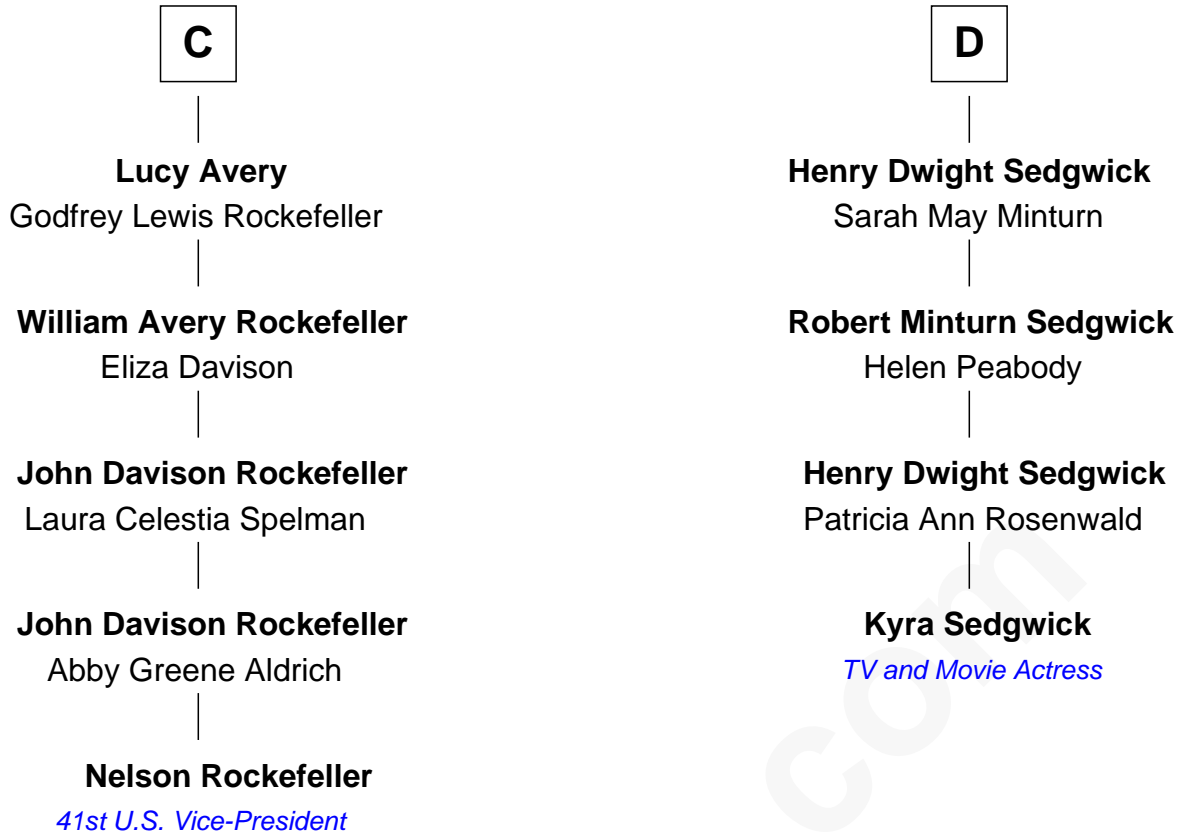 C
Lucy Avery
Godfrey Lewis Rockefeller
William Avery Rockefeller
Eliza Davison
John Davison Rockefeller
Laura Celestia Spelman
John Davison Rockefeller
Abby Greene Aldrich
Nelson Rockefeller
41st U.S. Vice-President
D
Henry Dwight Sedgwick
Sarah May Minturn
Robert Minturn Sedgwick
Helen Peabody
Henry Dwight Sedgwick
Patricia Ann Rosenwald
Kyra Sedgwick
TV and Movie Actress
com